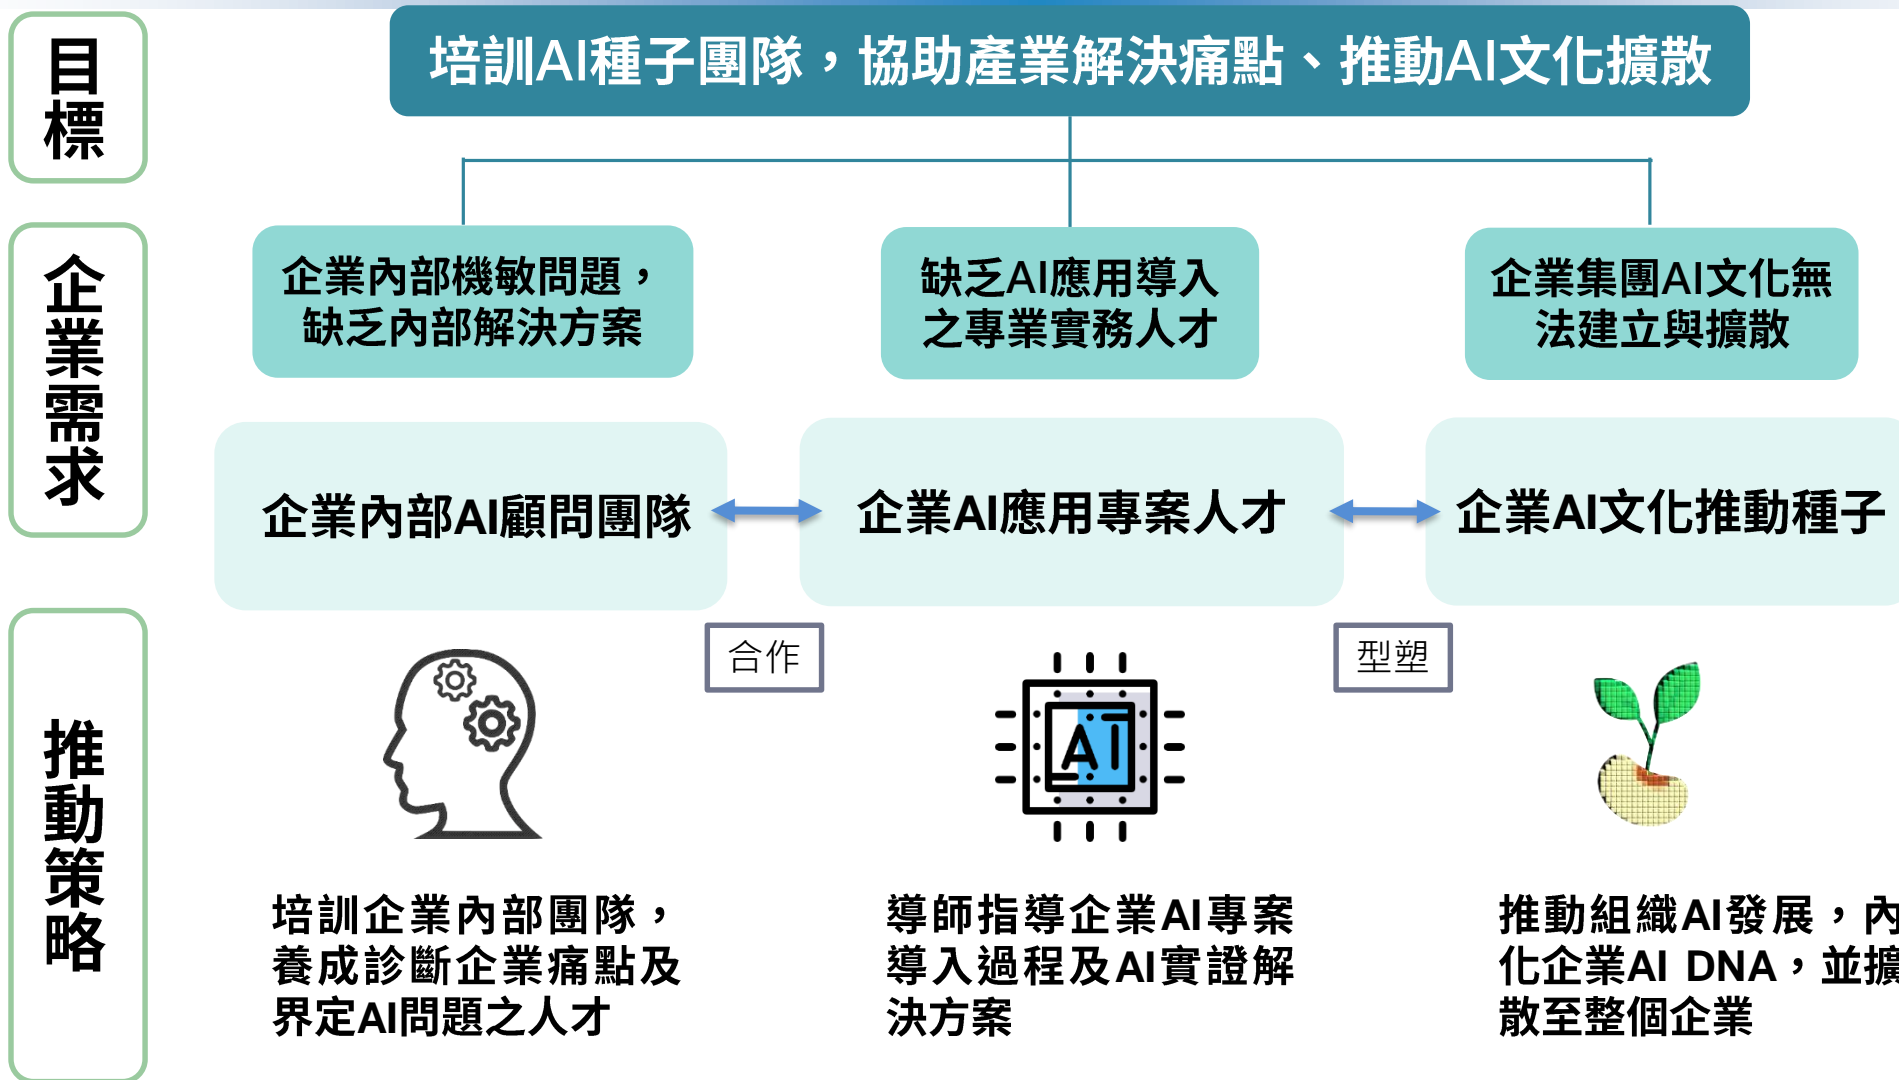 目標
培訓AI種子團隊，協助產業解決痛點、推動AI文化擴散
企業需求
企業內部機敏問題，
缺乏內部解決方案
缺乏AI應用導入
之專業實務人才
企業集團AI文化無
法建立與擴散
企業內部AI顧問團隊
企業AI應用專案人才
企業AI文化推動種子
合作
型塑
推動策略
AI
培訓企業內部團隊，
養成診斷企業痛點及
界定AI問題之人才
導師指導企業AI專案
導入過程及AI實證解
決方案
推動組織AI發展，內
化企業AI DNA，並擴
散至整個企業